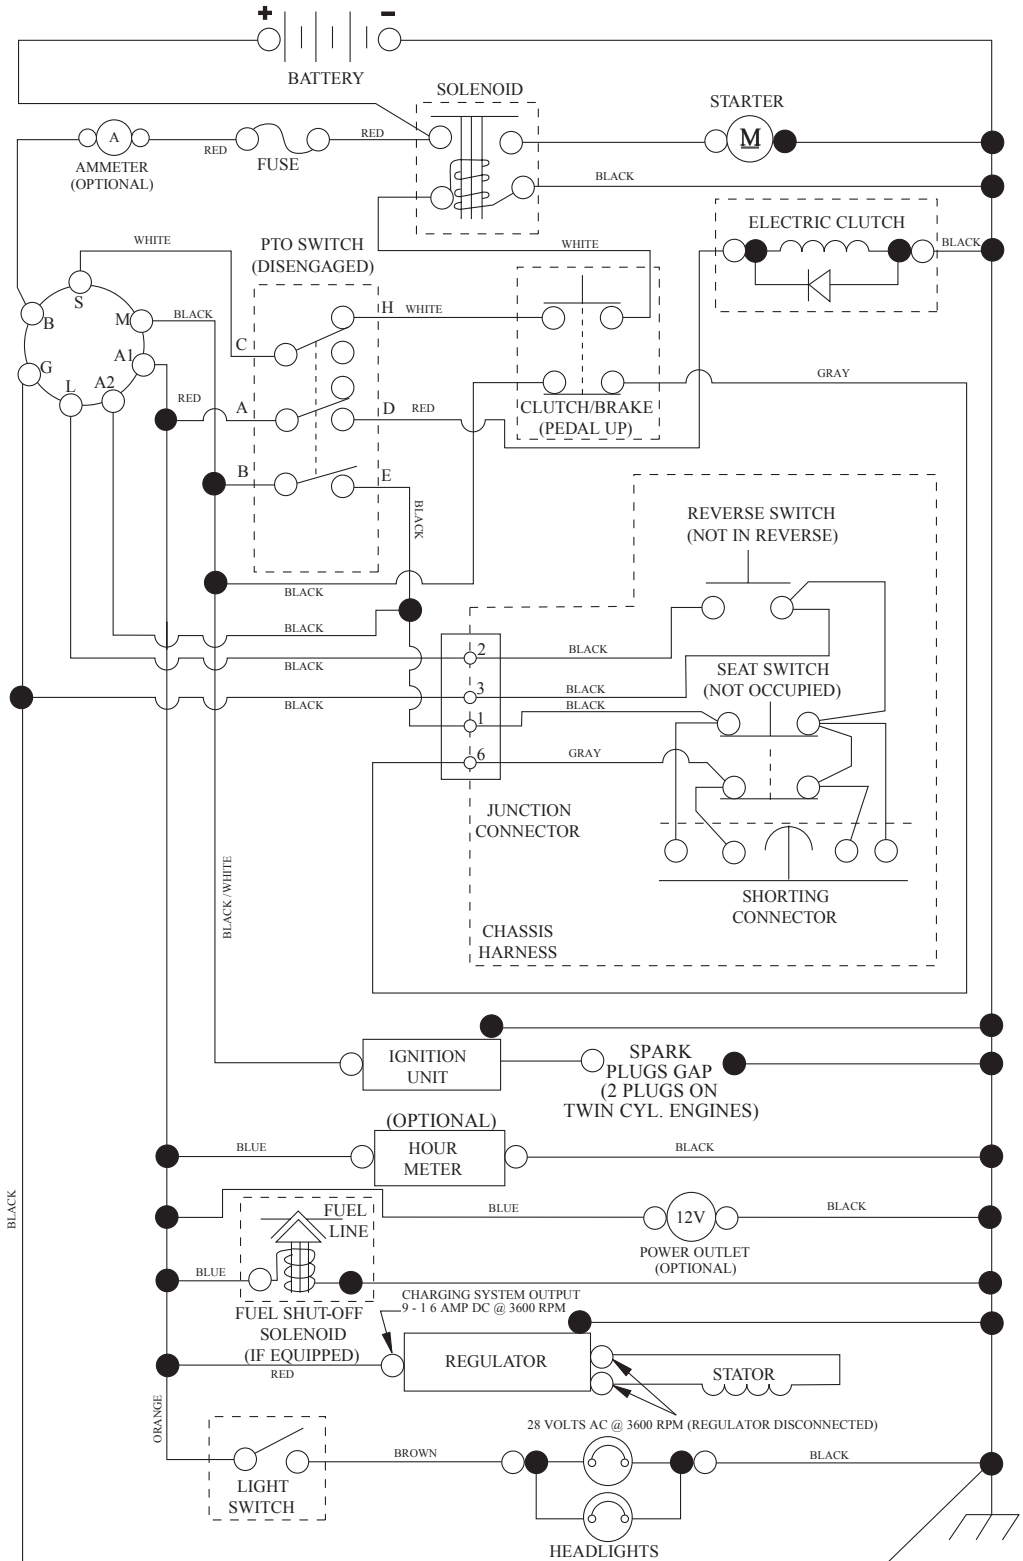 +
−
BATTERY
SOLENOID
STARTER
A
M
RED
FUSE
RED
AMMETER
(OPTIONAL)
BLACK
ELECTRIC CLUTCH
WHITE
PTO SWITCH
(DISENGAGED)
WHITE
BLACK
S
B
M
BLACK
H
WHITE
G
A1
C
L
A2
GRAY
RED
A
D
RED
CLUTCH/BRAKE
(PEDAL UP)
B
E
BLACK
REVERSE SWITCH
(NOT IN REVERSE)
BLACK
BLACK
2
BLACK
BLACK
SEAT SWITCH
(NOT OCCUPIED)
3
BLACK
BLACK
BLACK
1
6
GRAY
JUNCTION
CONNECTOR
BLACK /WHITE
SHORTING
CONNECTOR
CHASSIS
HARNESS
IGNITION
UNIT
SPARK
PLUGS GAP
(2 PLUGS ON
TWIN CYL. ENGINES)
(OPTIONAL)
BLUE
HOUR
METER
BLACK
BLACK
FUEL
LINE
BLUE
12V
BLACK
POWER OUTLET
(OPTIONAL)
BLUE
CHARGING SYSTEM OUTPUT
9 - 1 6 AMP DC @ 3600 RPM
FUEL SHUT-OFF
SOLENOID
(IF EQUIPPED)
RED
REGULATOR
STATOR
ORANGE
28 VOLTS AC @ 3600 RPM (REGULATOR DISCONNECTED)
BROWN
BLACK
LIGHT
SWITCH
HEADLIGHTS